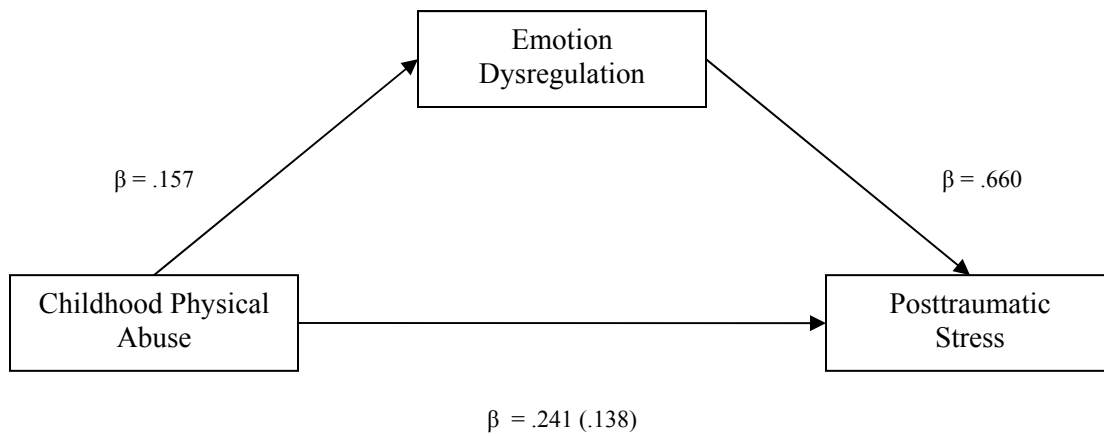 Emotion
Dysregulation
β = .157
β = .660
Childhood Physical
Abuse
Posttraumatic
Stress
β = .241 (.138)